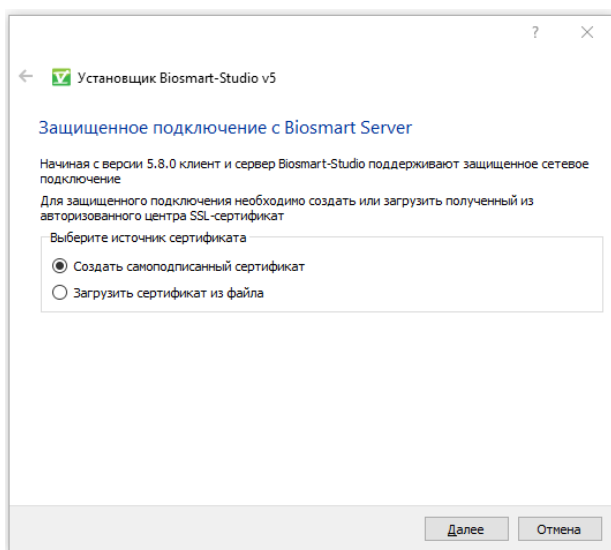 Установщик Biosmart-Studio v5
Защищенное подключение с Biosmart Server
Начиная с версии 5.8.0 клиент и сервер Biosmart-Studio поддерживают защищенное сетевое
подключение
Для защищенного подключения необходимо создать или загрузить полученный из
авторизованного центра SSL-сертификат
Выберите источник сертификата
Создать самоподписанный сертификат
Загрузить сертификат из файла
Далее Отмена